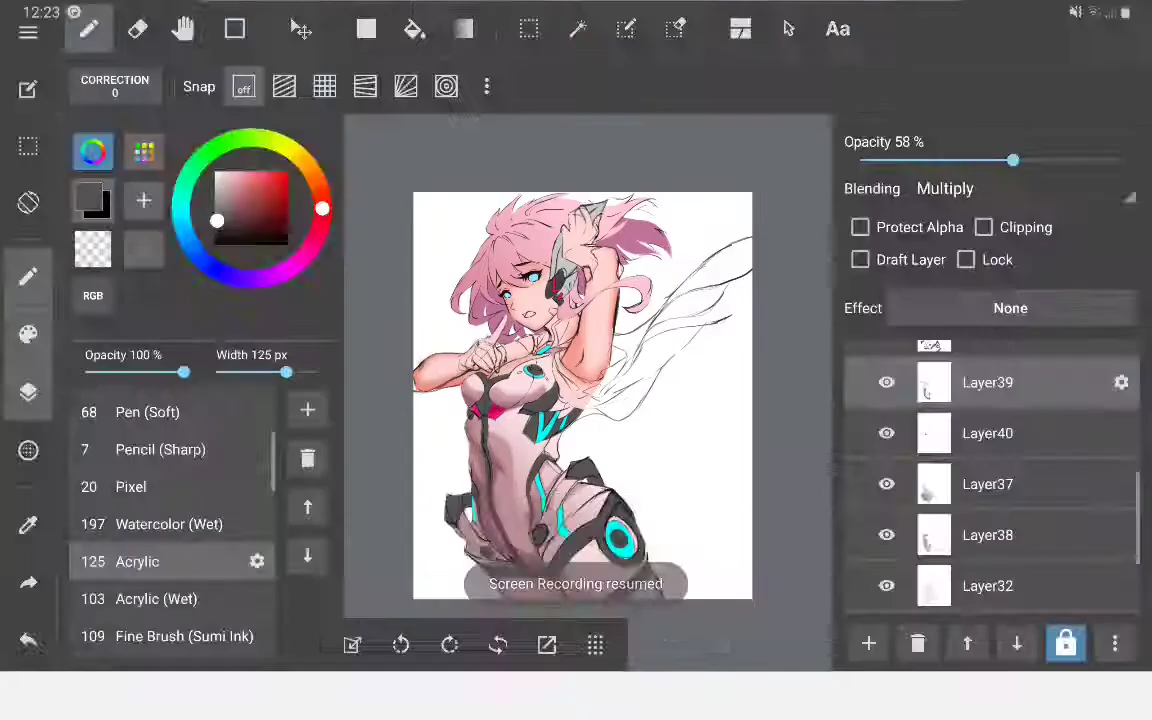 12:23
Aa
CORRECTION
0
Snap
off
RGB
Opacity 100 %
Width 125 px
68 Pen (Soft)
7 Pencil (Sharp)
20 Pixel
197 Watercolor (Wet)
125 Acrylic
103 Acrylic (Wet)
109 Fine Brush (Sumi Ink)
Screen Recording resumed
Opacity 58 %
Blending Multiply
Protect Alpha
Clipping
Draft Layer
Lock
Effect
None
Layer39
Layer40
Layer37
Layer38
Layer32